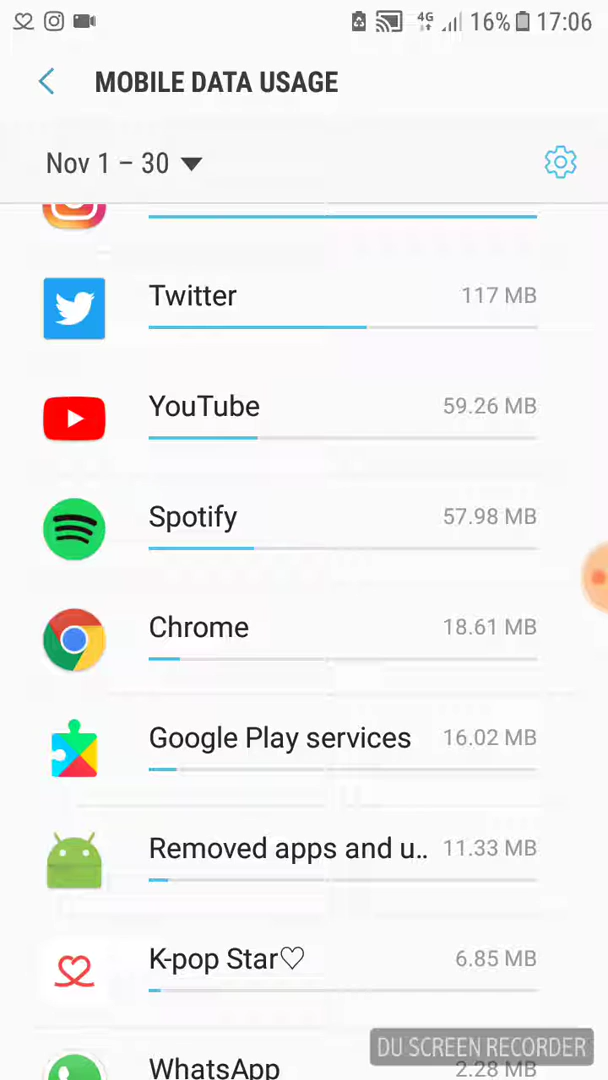 4G 16% 17:06
MOBILE DATA USAGE
Nov 1 – 30
Twitter 117 MB
YouTube 59.26 MB
Spotify 57.98 MB
Chrome 18.61 MB
Google Play services 16.02 MB
Removed apps and u.. 11.33 MB
K-pop Star♡ 6.85 MB
DU SCREEN RECORDER
WhatsApp 2.28 MB